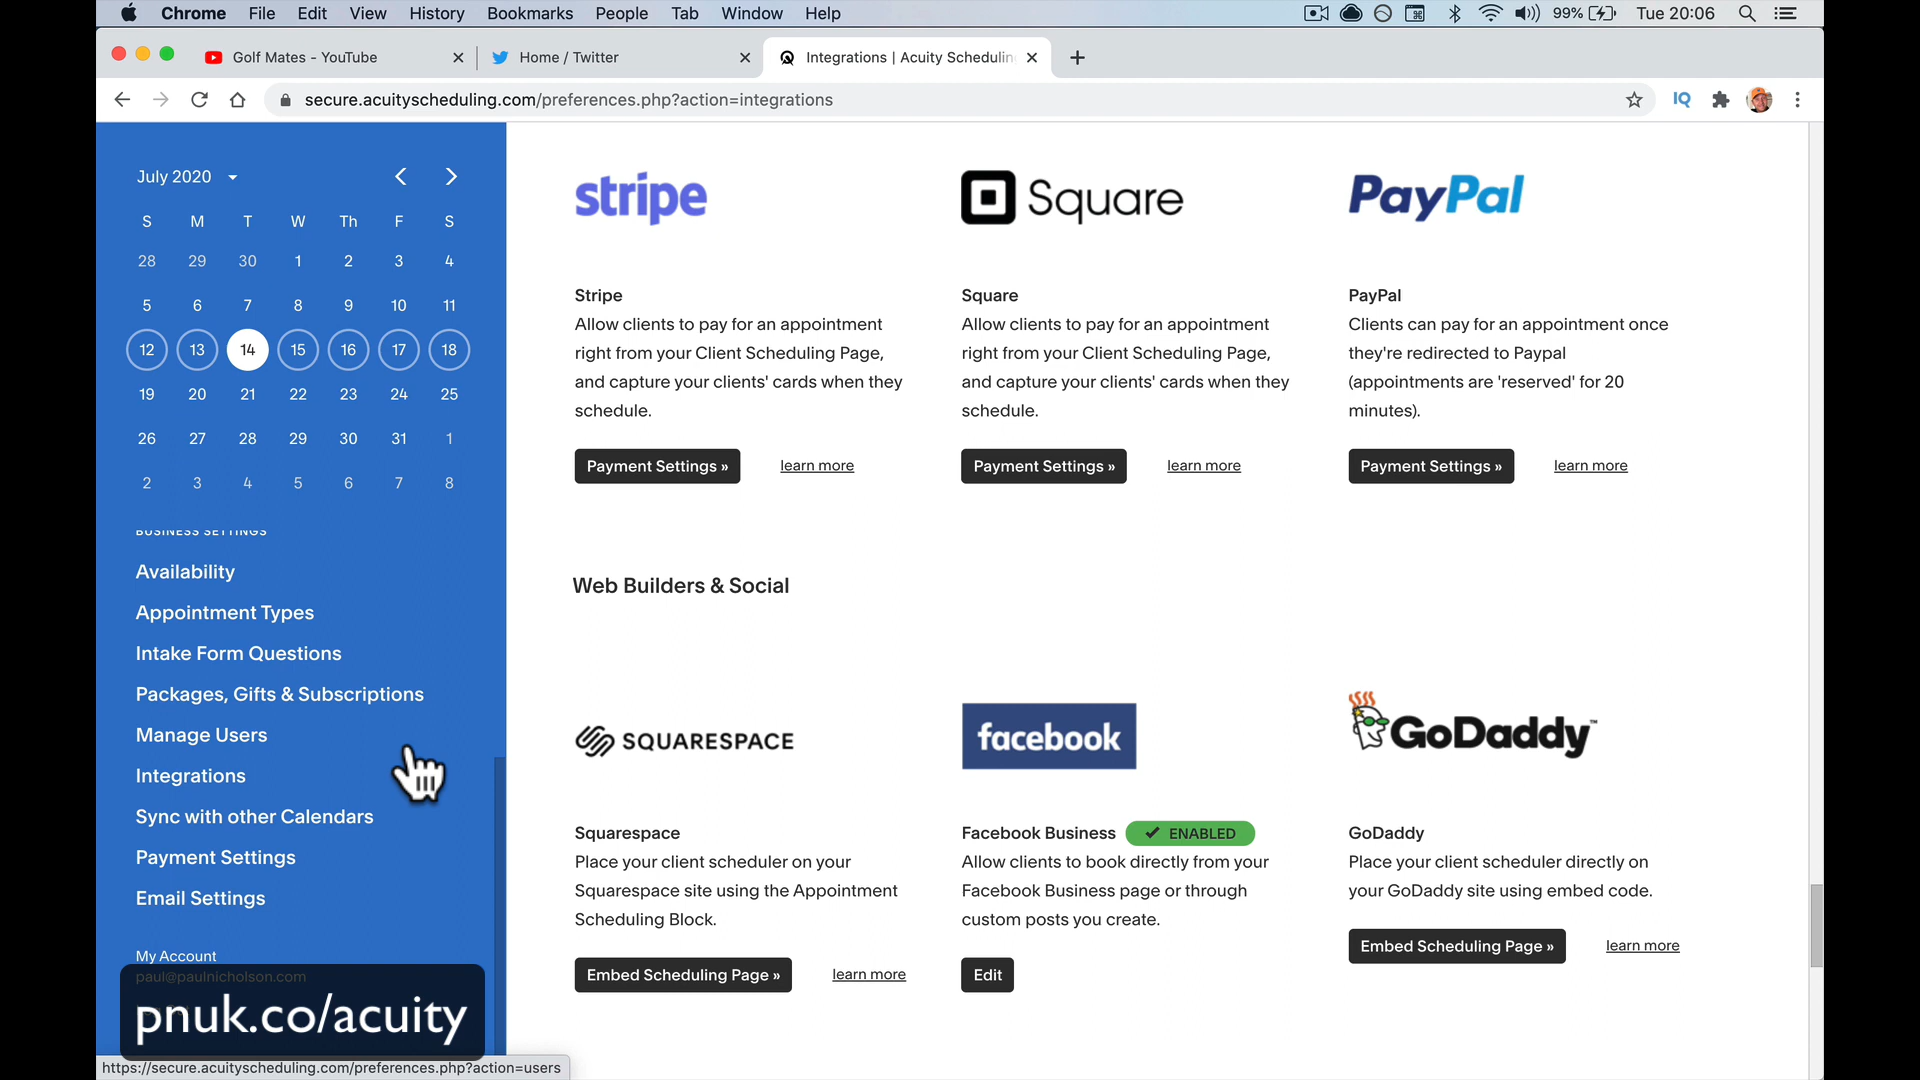 Chrome File Edit View History Bookmarks People Tab Window Help 99% Tue 20:06
Golf Mates - YouTube Home / Twitter Integrations | Acuity Schedulin
secure.acuityscheduling.com/preferences.php?action=integrations IQ
July 2020
S M T W Th F S
28 29 30 1 2 3 4
5 6 7 8 9 10 11
12 13 14 15 16 17 18
19 20 21 22 23 24 25
26 27 28 29 30 31 1
2 3 4 5 6 7 8
BUSINESS SETTINGS
Availability
Appointment Types
Intake Form Questions
Packages, Gifts & Subscriptions
Manage Users
Integrations
Sync with other Calendars
Payment Settings
Email Settings
My Account
paul@paulnicholson.com
pnuk.co/acuity
https://secure.acuityscheduling.com/preferences.php?action=users
stripe
Stripe
Allow clients to pay for an appointment
right from your Client Scheduling Page,
and capture your clients' cards when they
schedule.
Payment Settings » learn more
Square
Square
Allow clients to pay for an appointment
right from your Client Scheduling Page,
and capture your clients' cards when they
schedule.
Payment Settings » learn more
PayPal
PayPal
Clients can pay for an appointment once
they're redirected to Paypal
(appointments are 'reserved' for 20
minutes).
Payment Settings » learn more
Web Builders & Social
SQUARESPACE
Squarespace
Place your client scheduler on your
Squarespace site using the Appointment
Scheduling Block.
Embed Scheduling Page » learn more
facebook
Facebook Business ✓ ENABLED
Allow clients to book directly from your
Facebook Business page or through
custom posts you create.
Edit
GoDaddy™
GoDaddy
Place your client scheduler directly on
your GoDaddy site using embed code.
Embed Scheduling Page » learn more